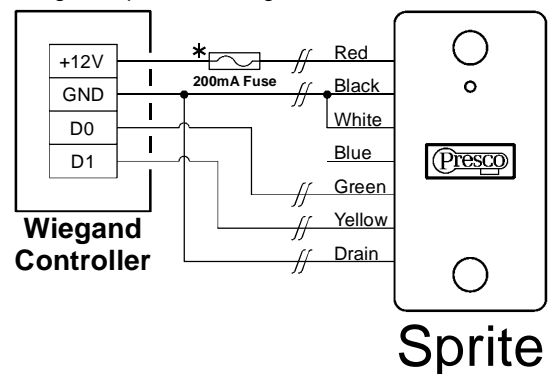 +12V
GND
D0
D1
*
200mA Fuse
Red
Black
White
Blue
Green
Yellow
Drain
Presco
Wiegand
Controller
Sprite